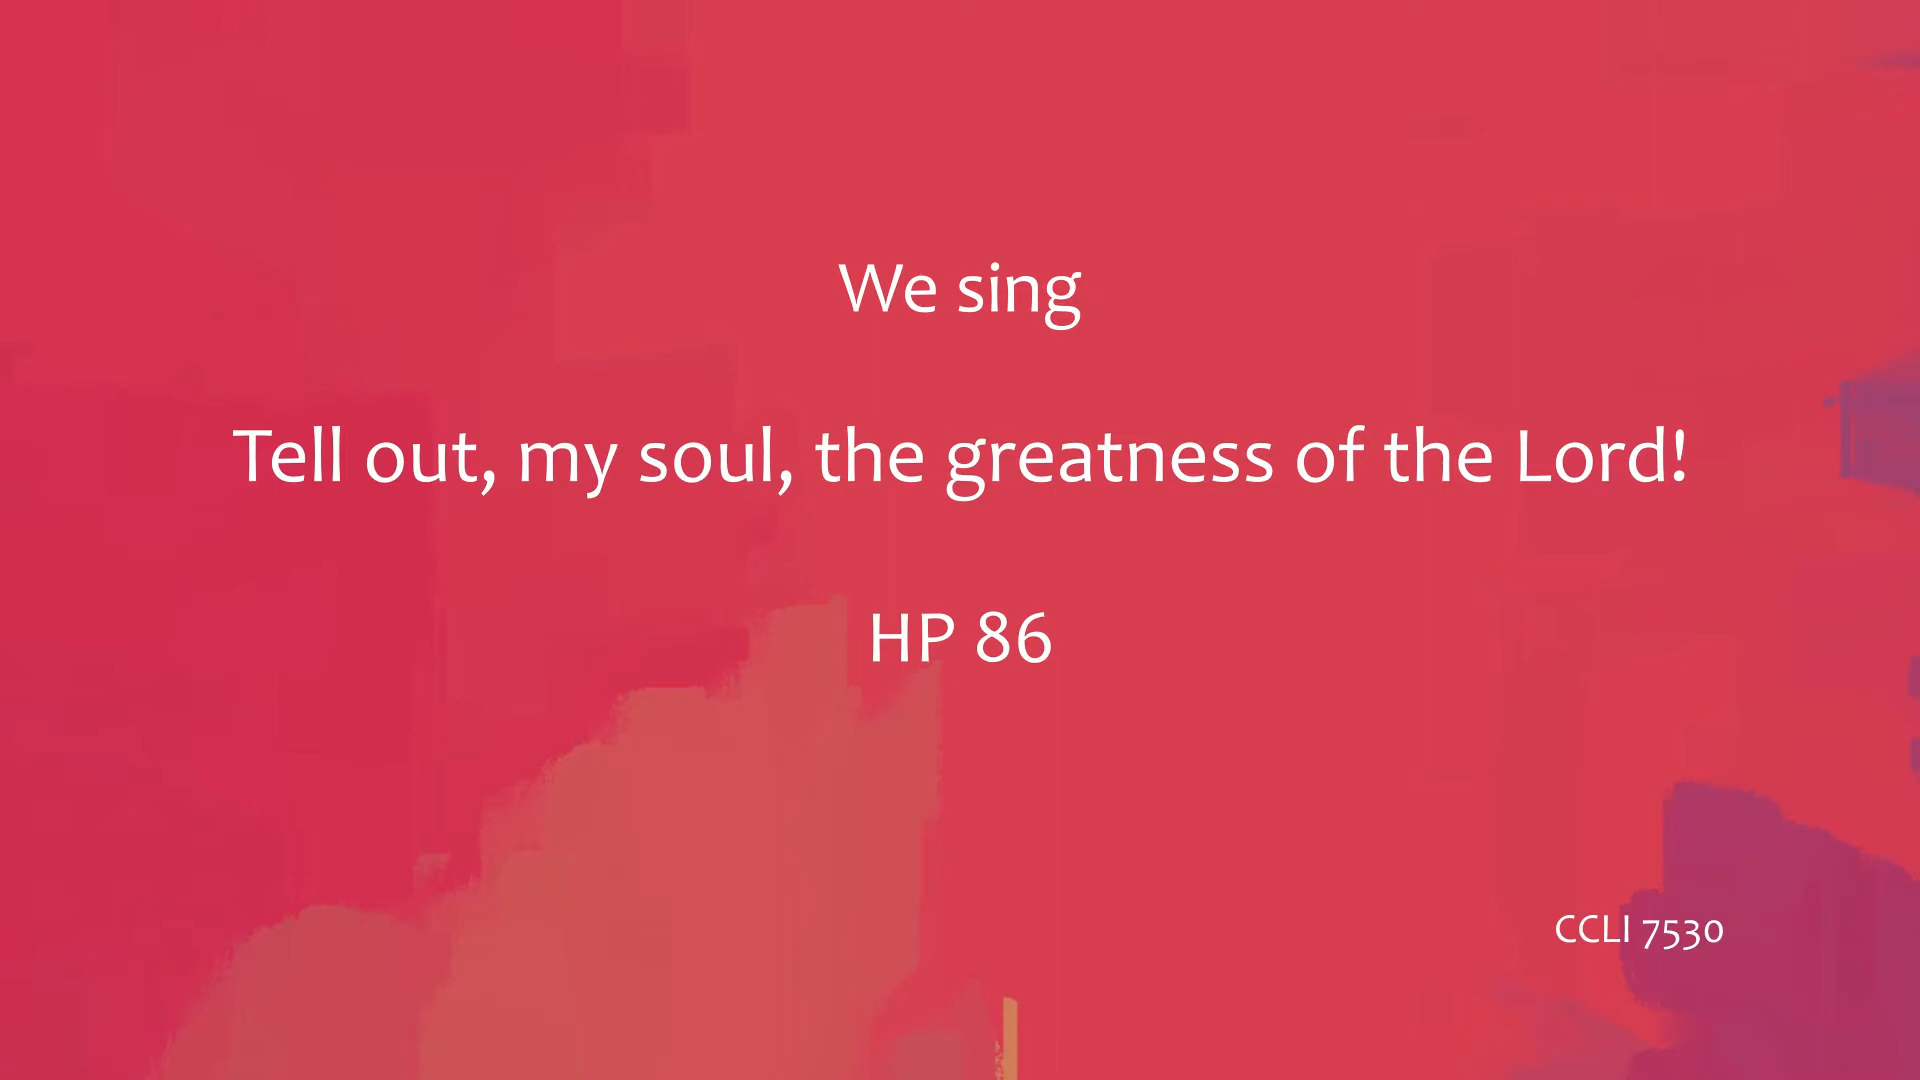 We sing
Tell out, my soul, the greatness of the Lord!
HP 86
CCLI 7530